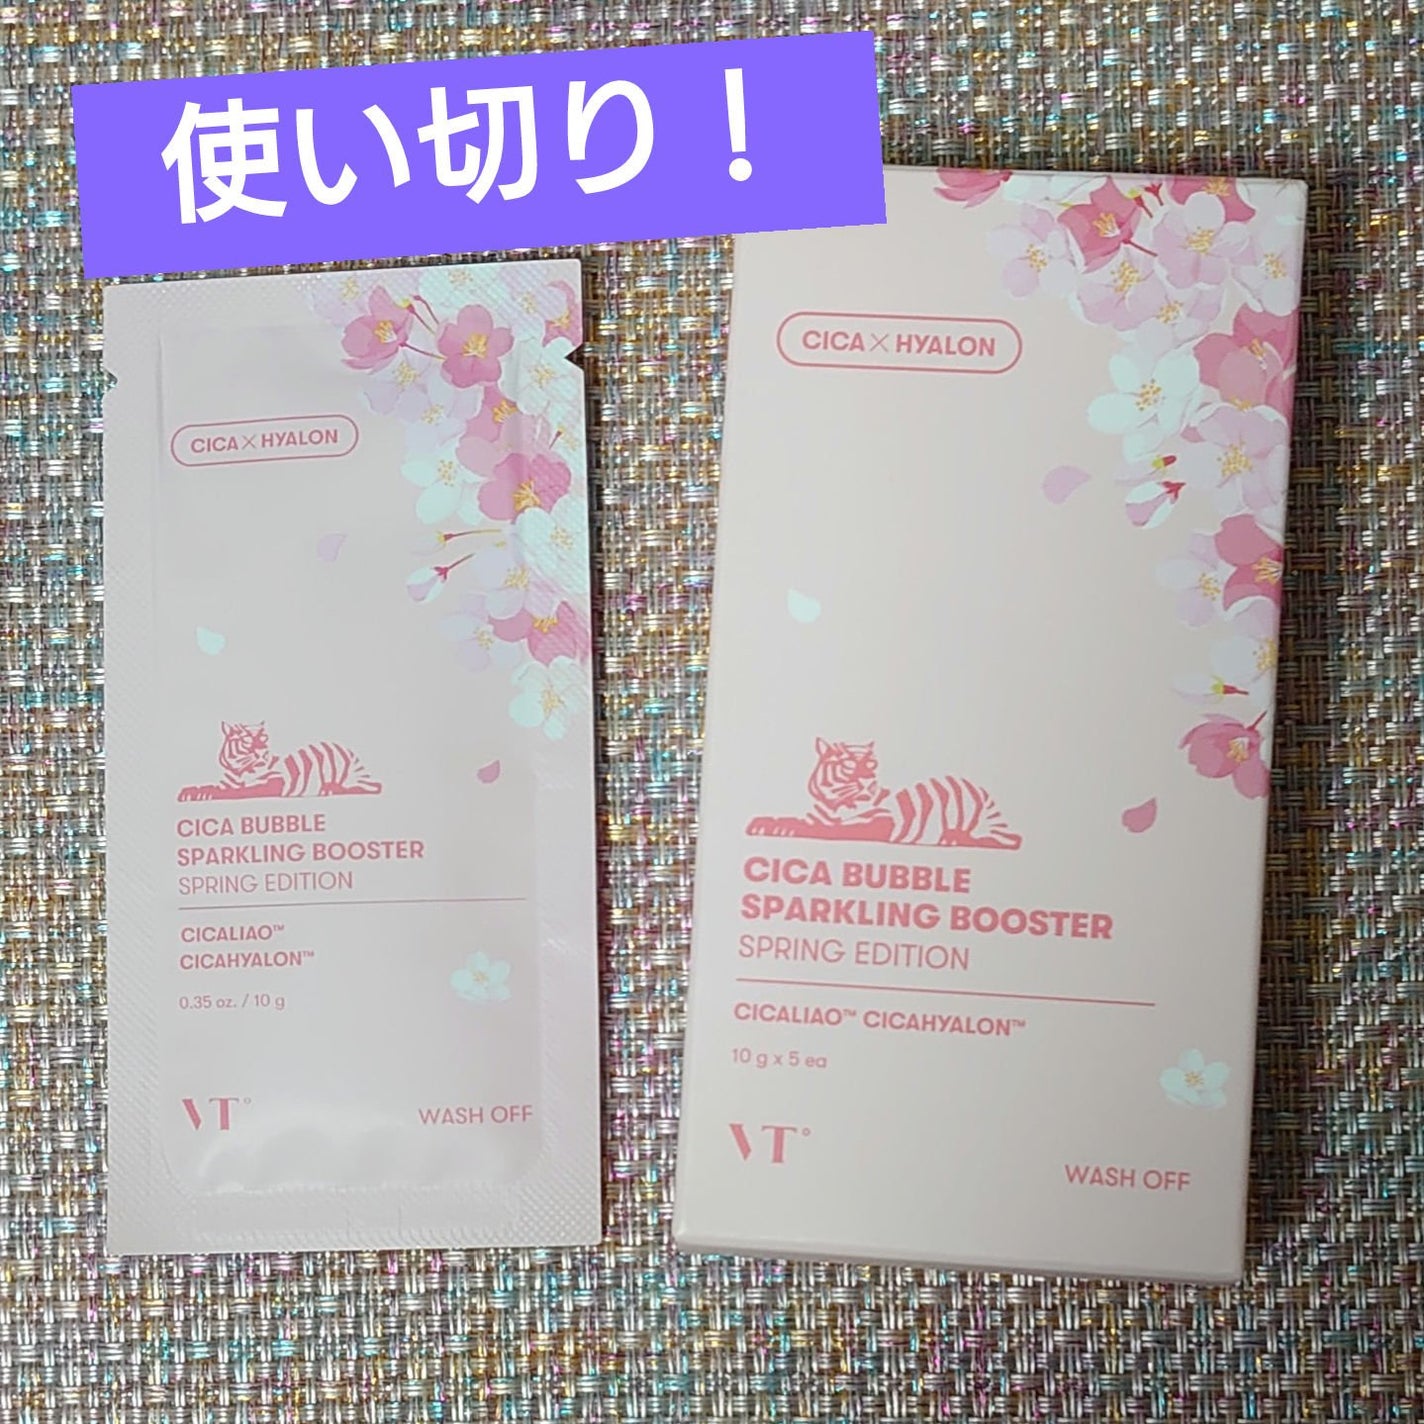 使い切り！
CICA×HYALON
CICA BUBBLE
SPARKLING BOOSTER
SPRING EDITION
CICALIAO™
CICAHYALON™
0.35 oz. / 10 g
VT°
WASH OFF
CICA×HYALON
CICA BUBBLE
SPARKLING BOOSTER
SPRING EDITION
CICALIAO™ CICAHYALON™
10 g x 5 ea
VT°
WASH OFF